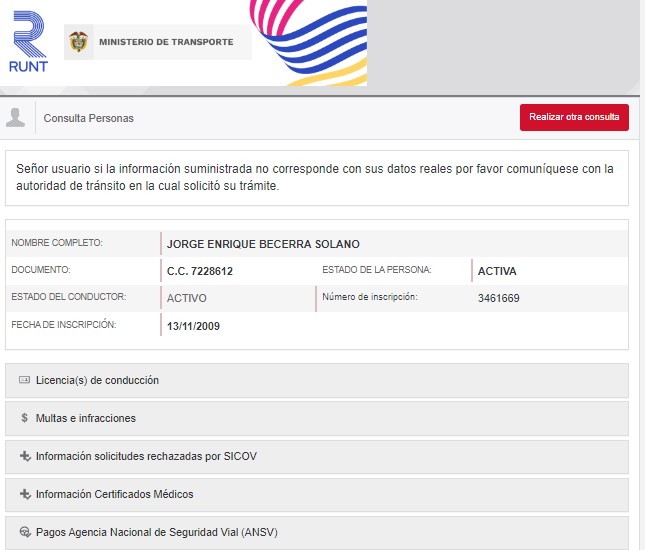 RUNT
MINISTERIO DE TRANSPORTE
Consulta Personas
Realizar otra consulta
Señor usuario si la información suministrada no corresponde con sus datos reales por favor comuníquese con la
autoridad de tránsito en la cual solicitó su trámite.
NOMBRE COMPLETO: JORGE ENRIQUE BECERRA SOLANO
DOCUMENTO: C.C. 7228612 ESTADO DE LA PERSONA: ACTIVA
ESTADO DEL CONDUCTOR: ACTIVO Número de inscripción: 3461669
FECHA DE INSCRIPCIÓN: 13/11/2009
Licencia(s) de conducción
$ Multas e infracciones
Información solicitudes rechazadas por SICOV
Información Certificados Médicos
Pagos Agencia Nacional de Seguridad Vial (ANSV)